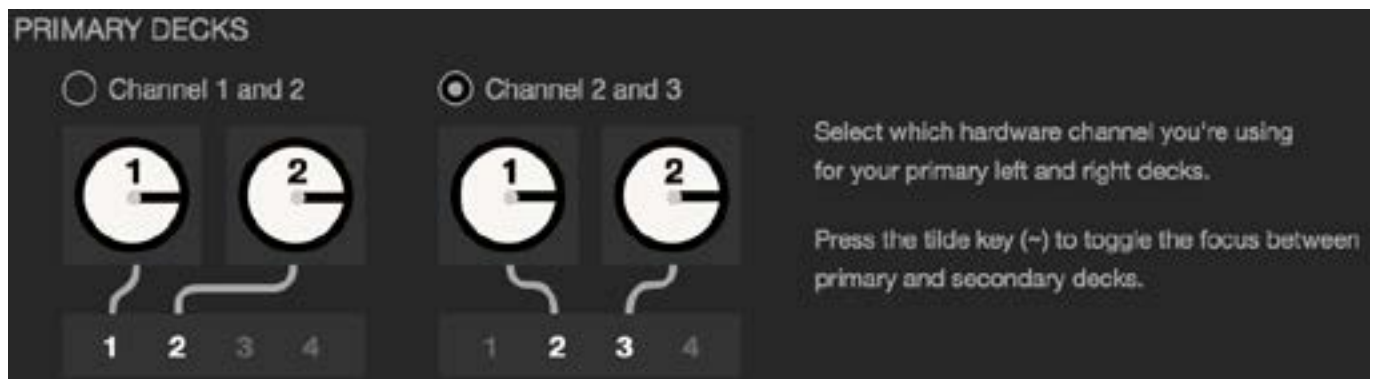 PRIMARY DECKS
Channel 1 and 2
Channel 2 and 3
1 2
1 2
Select which hardware channel you're using
for your primary left and right decks.
Press the tilde key (~) to toggle the focus between
primary and secondary decks.
1 2 3 4
1 2 3 4